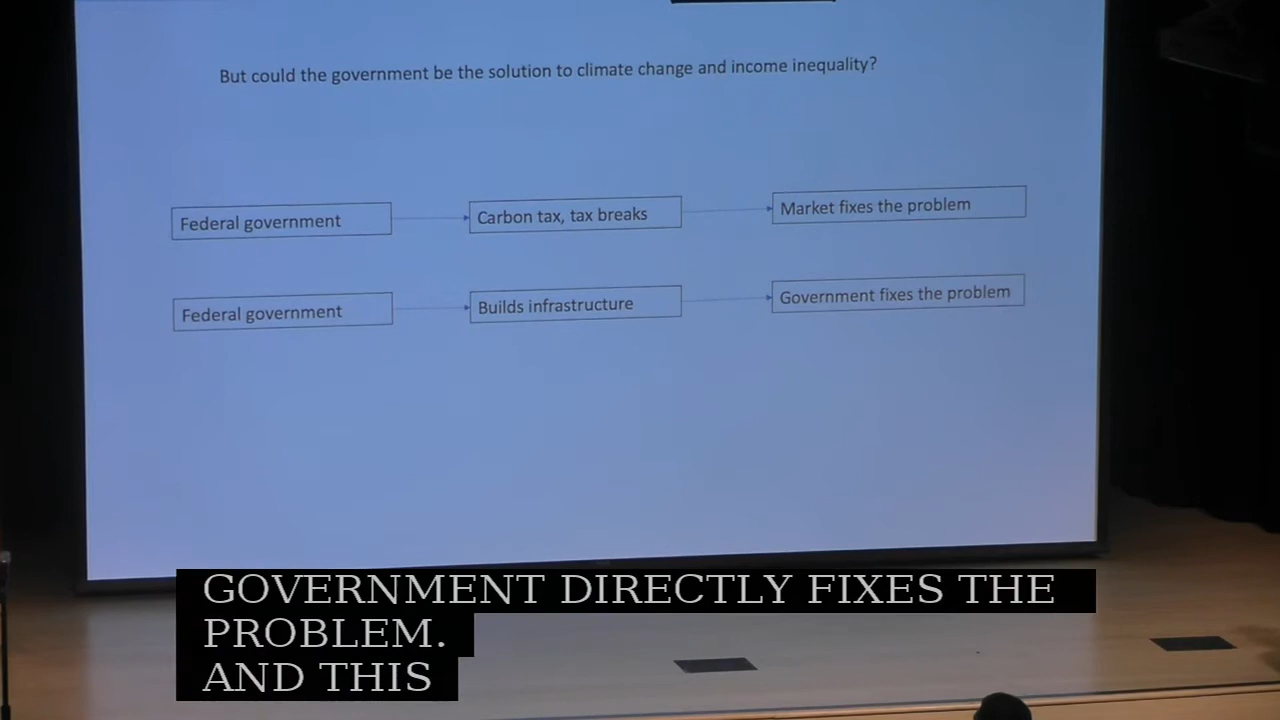 But could the government be the solution to climate change and income inequality?
Federal government
Carbon tax, tax breaks
Market fixes the problem
Federal government
Builds infrastructure
Government fixes the problem
GOVERNMENT DIRECTLY FIXES THE
PROBLEM.
AND THIS